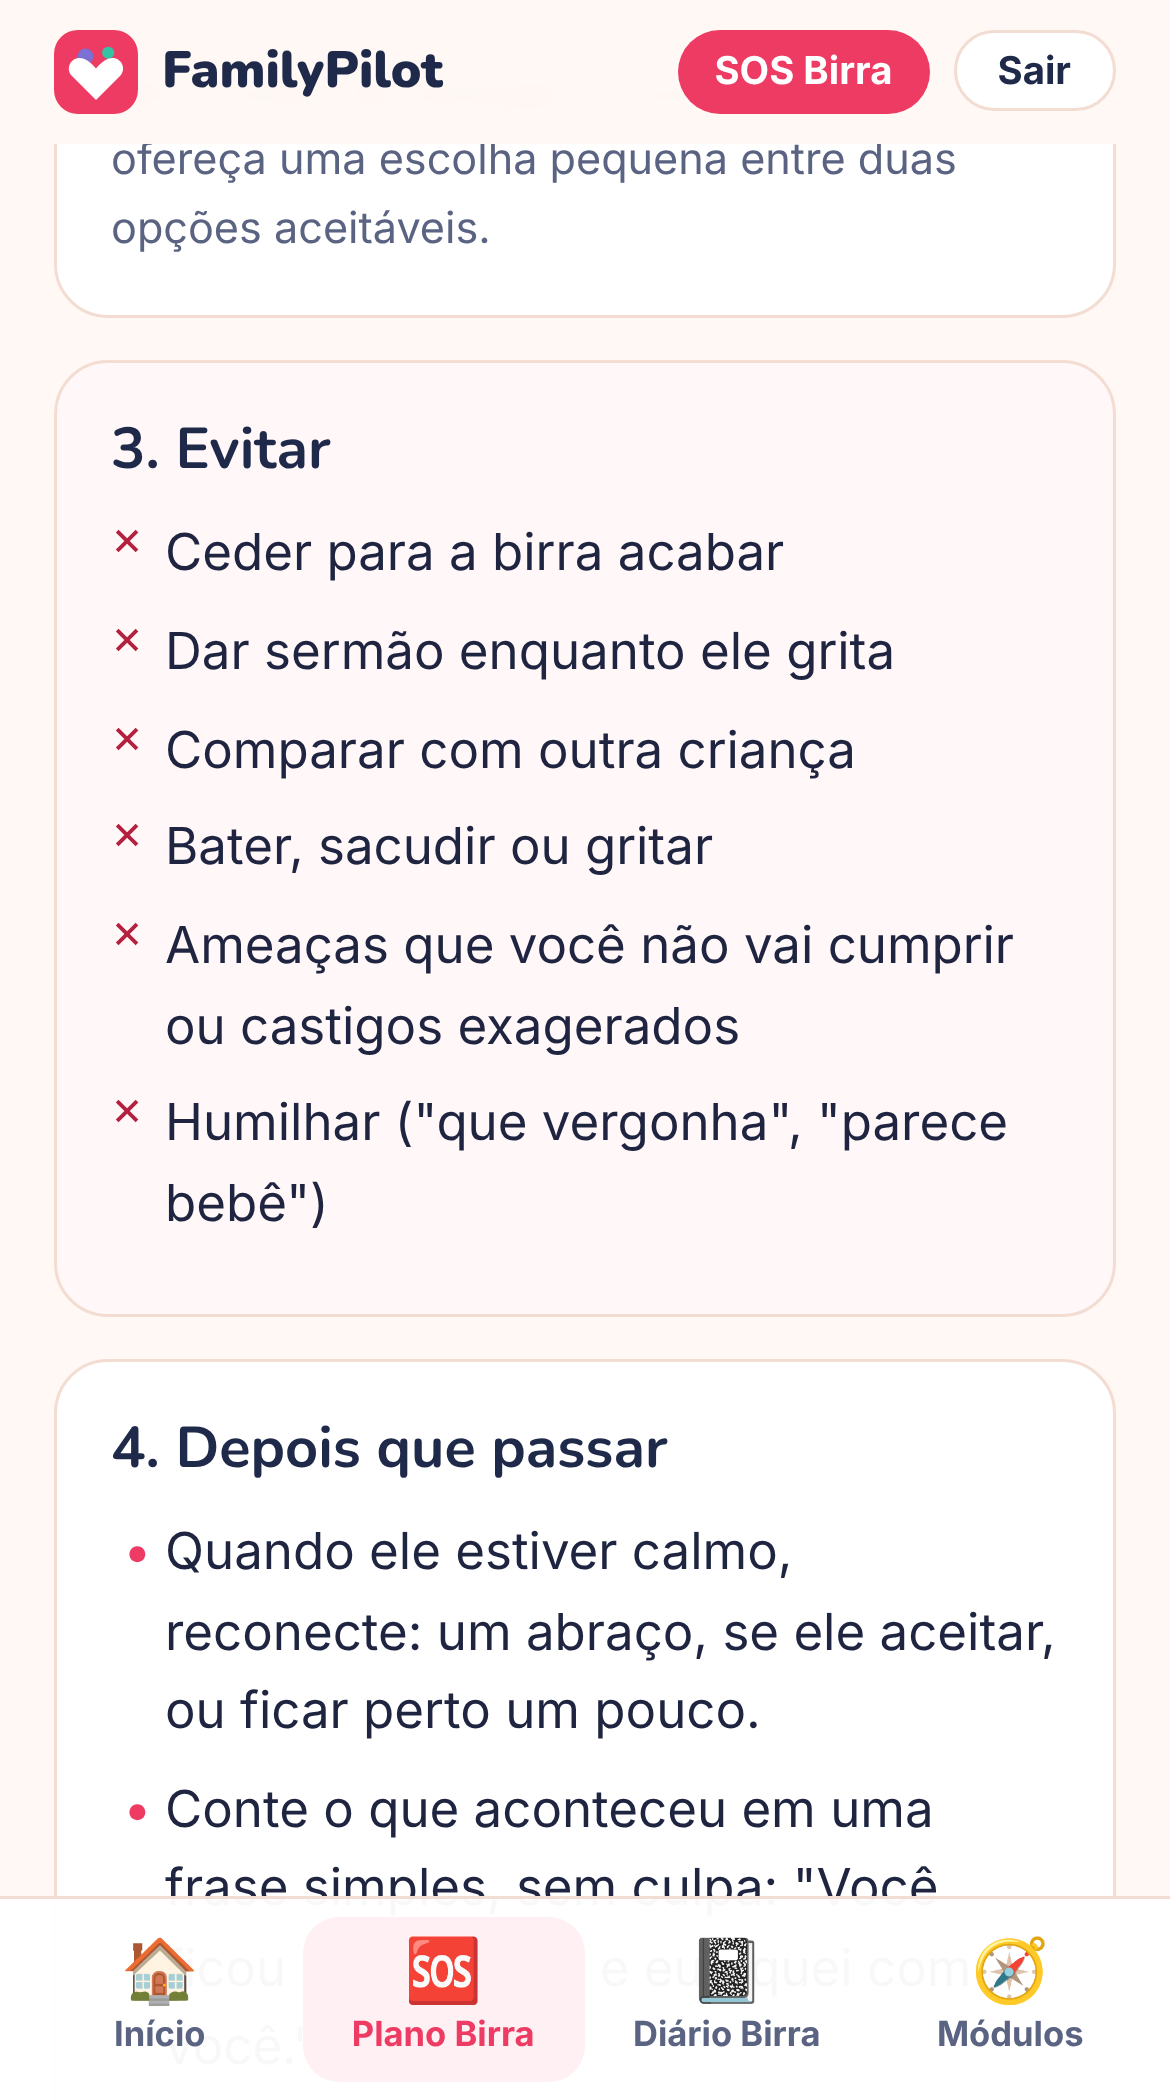 FamilyPilot
SOS Birra
Sair
ofereça uma escolha pequena entre duas
opções aceitáveis.
3. Evitar
× Ceder para a birra acabar
× Dar sermão enquanto ele grita
× Comparar com outra criança
× Bater, sacudir ou gritar
× Ameaças que você não vai cumprir
ou castigos exagerados
× Humilhar ("que vergonha", "parece
bebê")
4. Depois que passar
• Quando ele estiver calmo,
reconecte: um abraço, se ele aceitar,
ou ficar perto um pouco.
• Conte o que aconteceu em uma
frase simples, sem culpa: "Você
quei com
você."
SOS
Início
Plano Birra
Diário Birra
Módulos